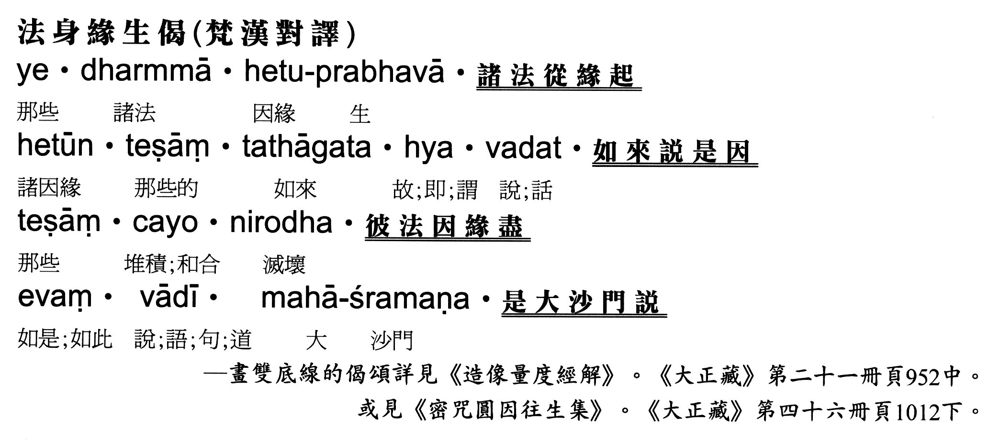 法身緣生偈(梵漢對譯)
ye • dharmmā • hetu-prabhavā • 諸法從緣起
那些 諸法 因緣 生
hetūn • teṣāṃ • tathāgata • hya • vadat • 如來説是因
諸因緣 那些的 如來 故;即;謂 說;話
teṣāṃ • cayo • nirodha • 彼法因緣盡
那些 堆積;和合 滅壞
evaṃ • vādī • mahā-śramaṇa • 是大沙門説
如是;如此 說;語;句;道 大 沙門
—畫雙底線的偈頌詳見《造像量度經解》。《大正藏》第二十一冊頁952中。
或見《密咒圓因往生集》。《大正藏》第四十六冊頁1012下。